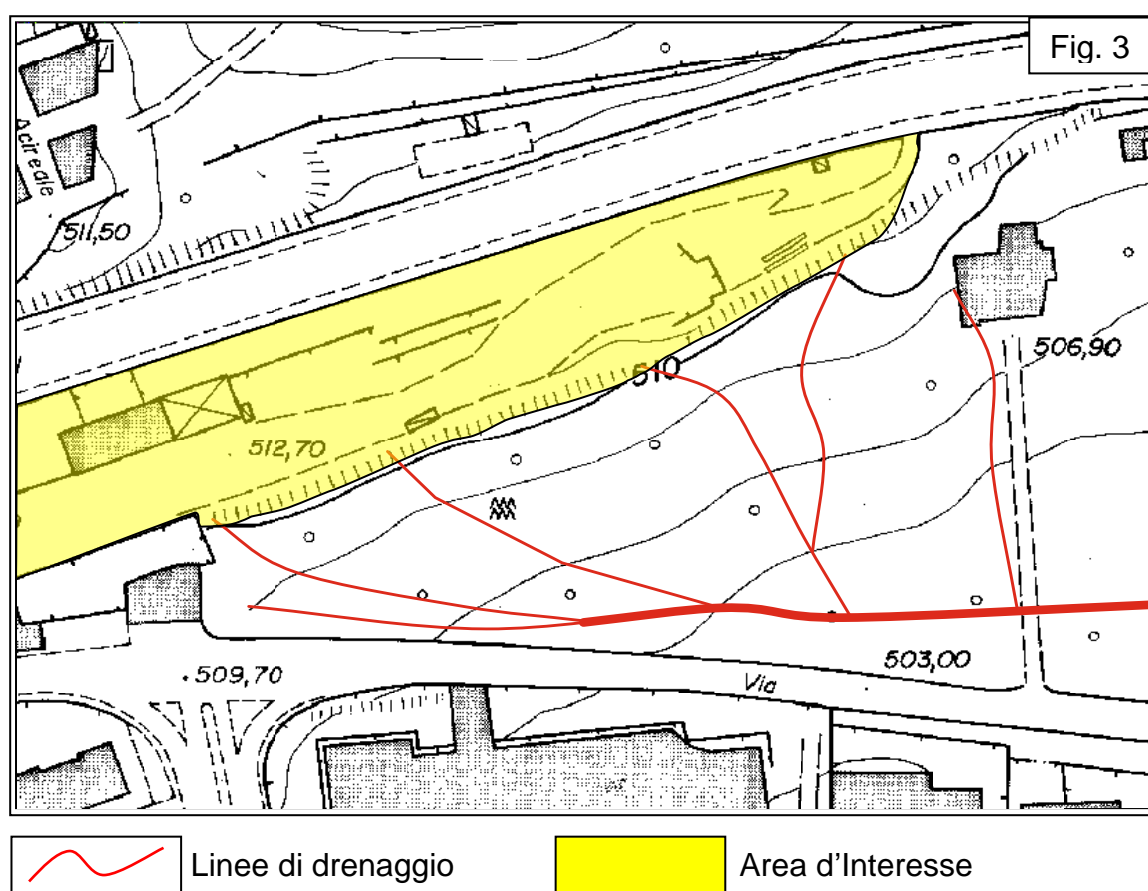 Fig. 3
Acireale
511,50
510
506,90
512,70
503,00
509,70
Via
Linee di drenaggio
Area d’Interesse